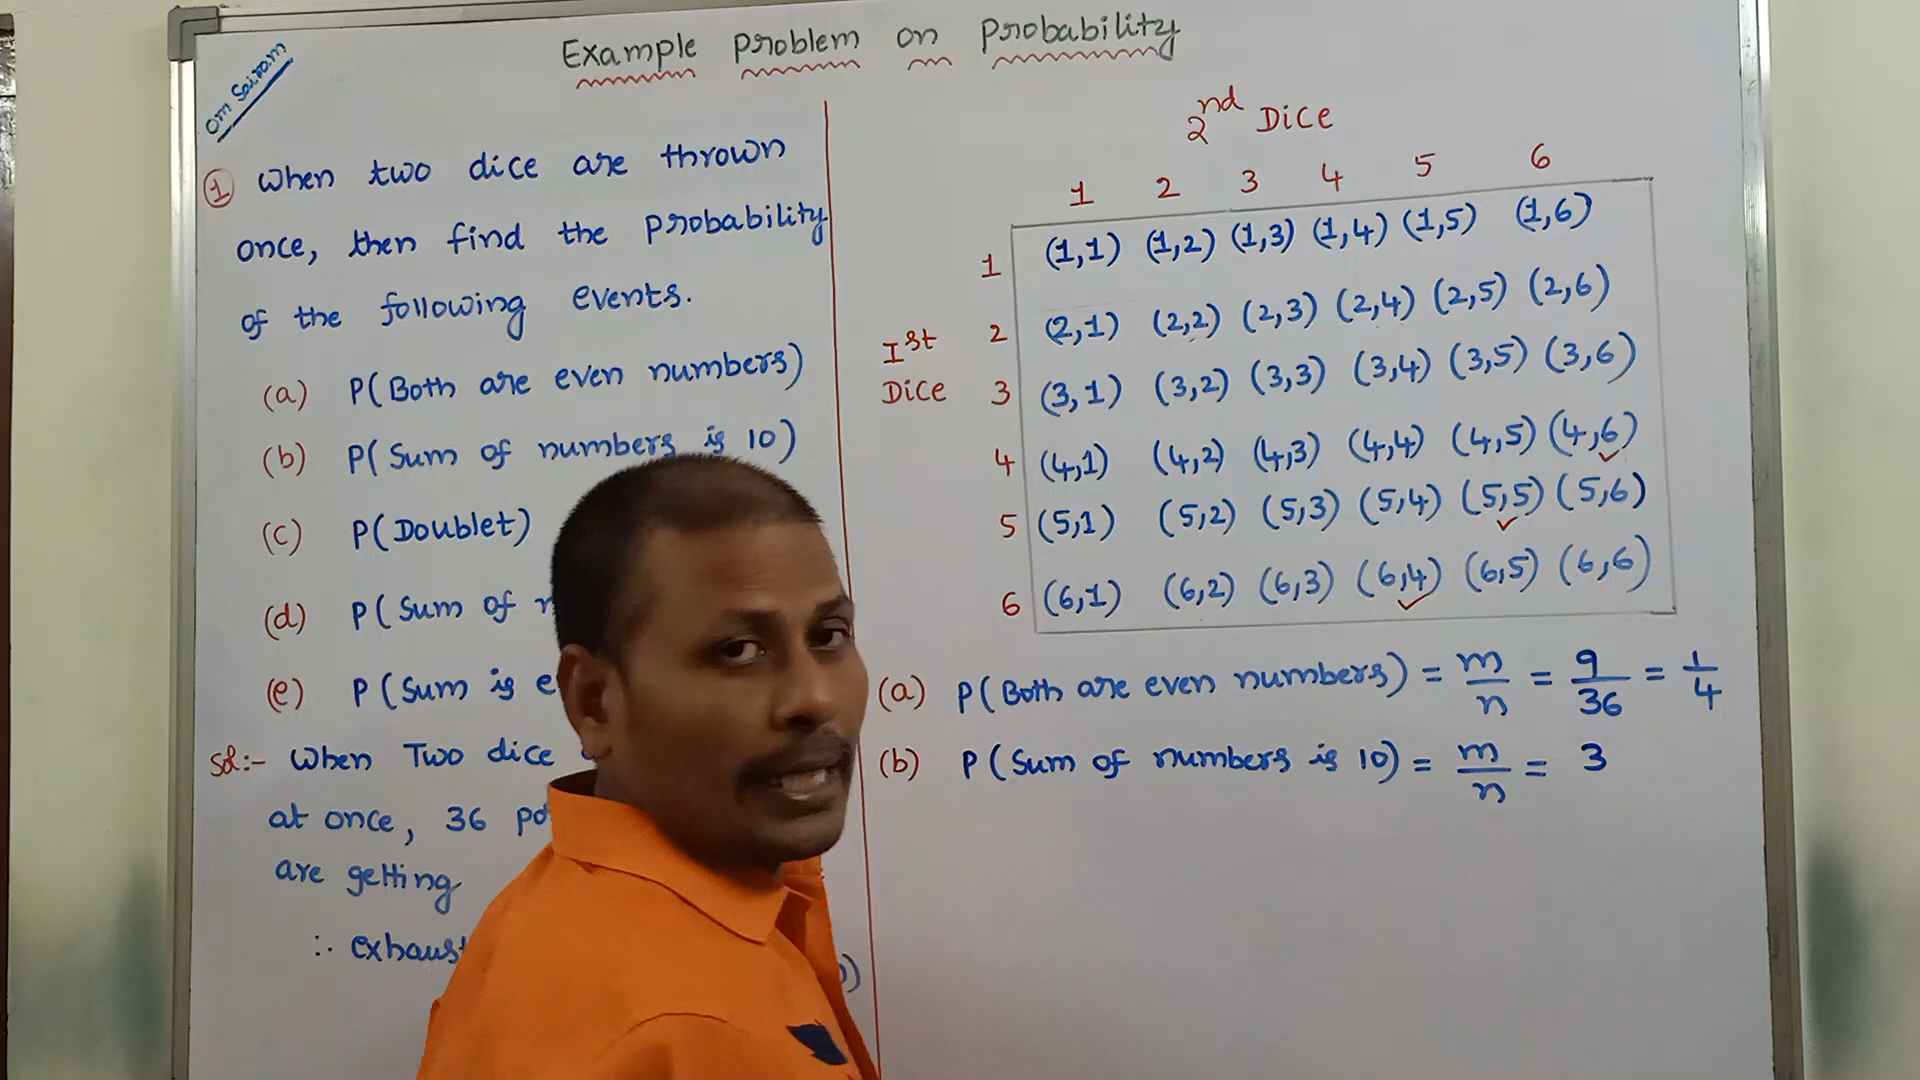 Om Sairam
Example Problem on Probability
① When two dice are thrown
once, then find the probability
of the following events.
(a) P(Both are even numbers)
(b) P(Sum of numbers is 10)
(c) P(Doublet)
(d) P(Sum of
(e) P(Sum is
Sol:- When Two dice
at once, 36
are getting
∴
2nd Dice
1 2 3 4 5 6
Ist
Dice
1 (1,1) (1,2) (1,3) (1,4) (1,5) (1,6)
2 (2,1) (2,2) (2,3) (2,4) (2,5) (2,6)
3 (3,1) (3,2) (3,3) (3,4) (3,5) (3,6)
4 (4,1) (4,2) (4,3) (4,4) (4,5) (4,6)
5 (5,1) (5,2) (5,3) (5,4) (5,5) (5,6)
6 (6,1) (6,2) (6,3) (6,4) (6,5) (6,6)
(a) P(Both are even numbers) = m/n = 9/36 = 1/4
(b) P(Sum of numbers is 10) = m/n = 3